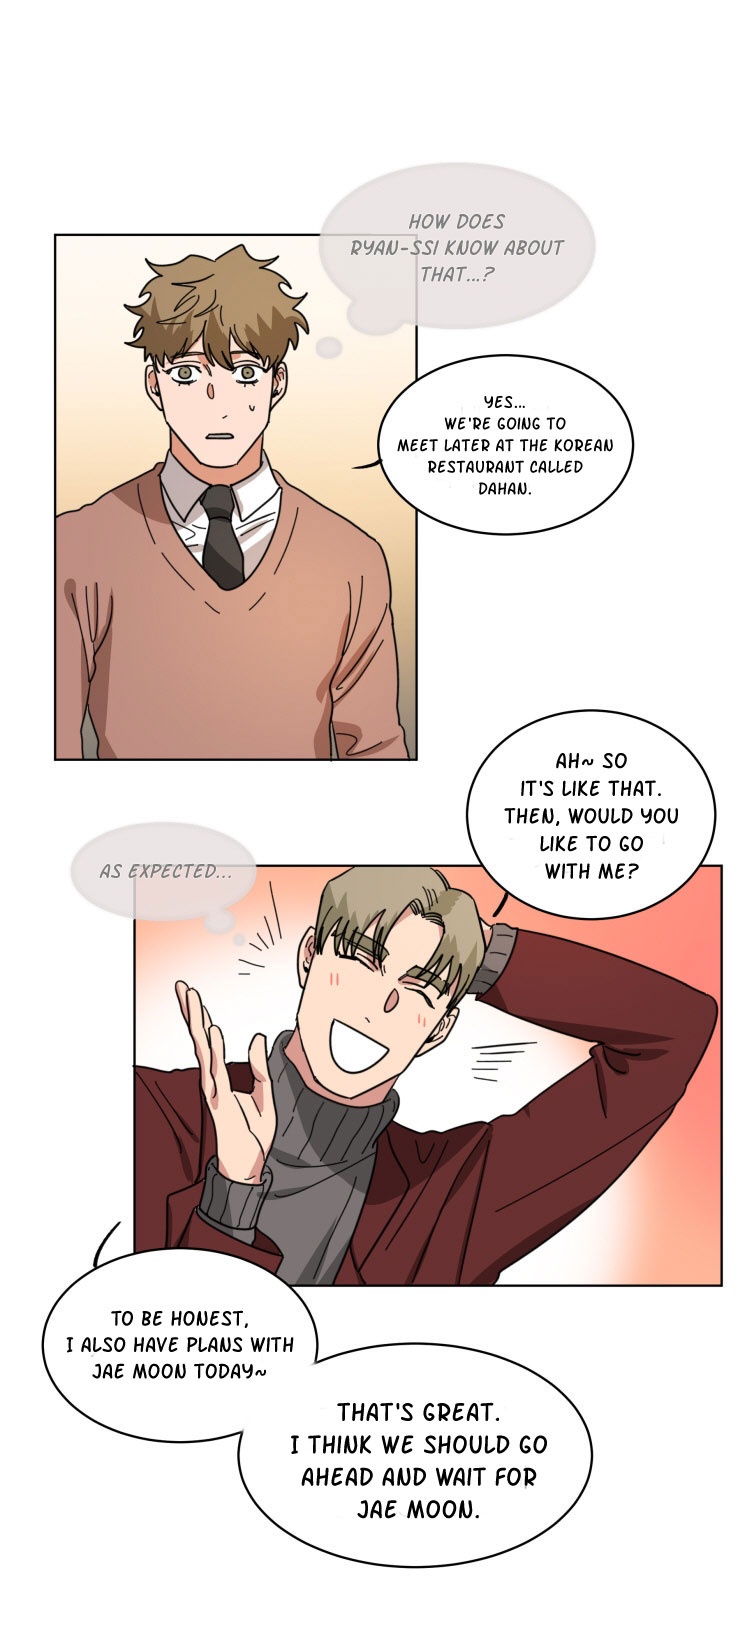 HOW DOES
RYAN-SSI KNOW ABOUT
THAT...?
YES...
WE'RE GOING TO
MEET LATER AT THE KOREAN
RESTAURANT CALLED
DAHAN.
AH~ SO
IT'S LIKE THAT.
THEN, WOULD YOU
LIKE TO GO
WITH ME?
AS EXPECTED...
TO BE HONEST,
I ALSO HAVE PLANS WITH
JAE MOON TODAY~
THAT'S GREAT.
I THINK WE SHOULD GO
AHEAD AND WAIT FOR
JAE MOON.